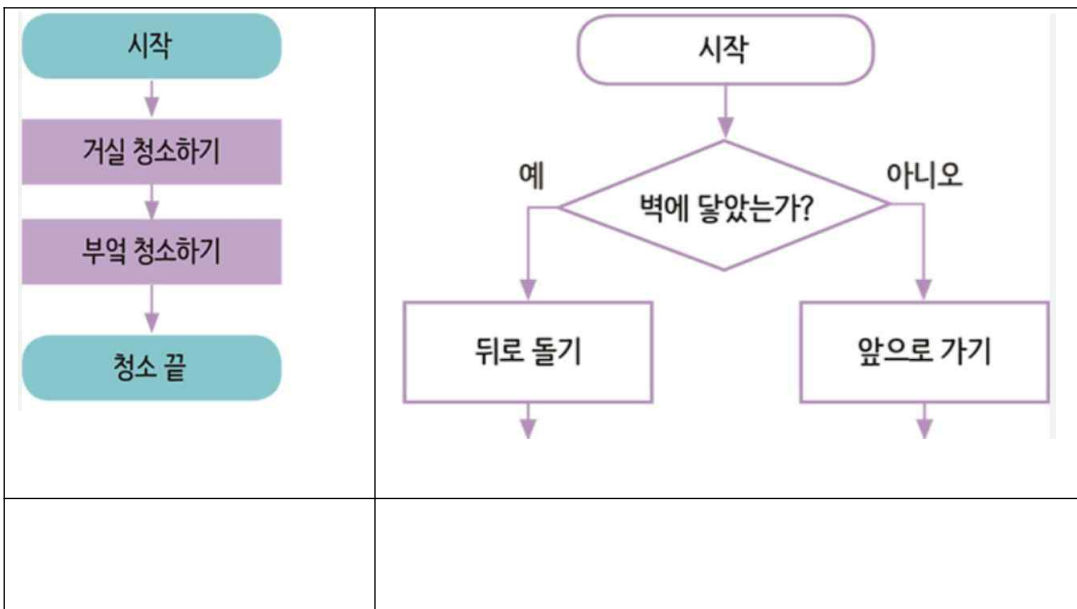 시작
거실 청소하기
부엌 청소하기
청소 끝
시작
예
아니오
벽에 닿았는가?
뒤로 돌기
앞으로 가기